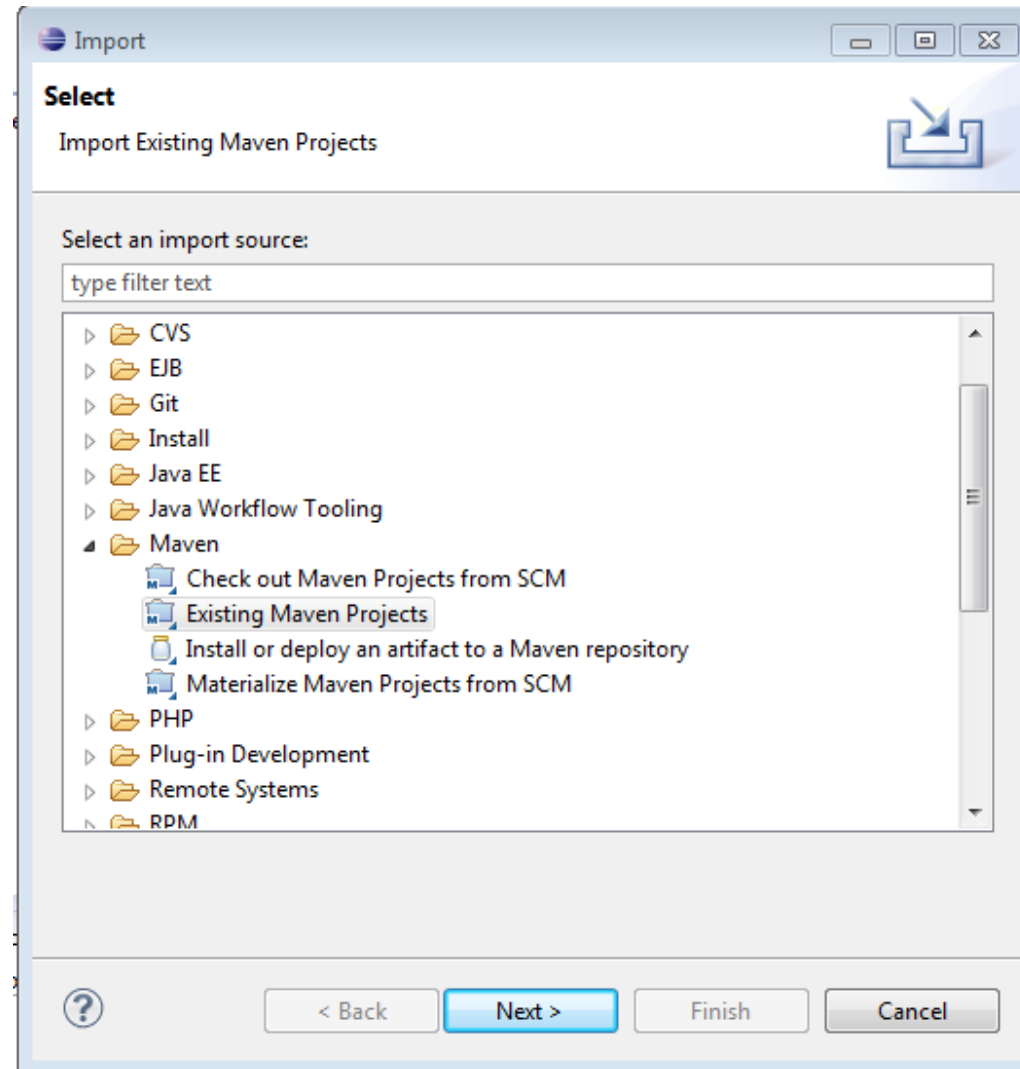 Import
Select
Import Existing Maven Projects
Select an import source:
type filter text
CVS
EJB
Git
Install
Java EE
Java Workflow Tooling
Maven
Check out Maven Projects from SCM
Existing Maven Projects
Install or deploy an artifact to a Maven repository
Materialize Maven Projects from SCM
PHP
Plug-in Development
Remote Systems
RPM
? < Back Next > Finish Cancel